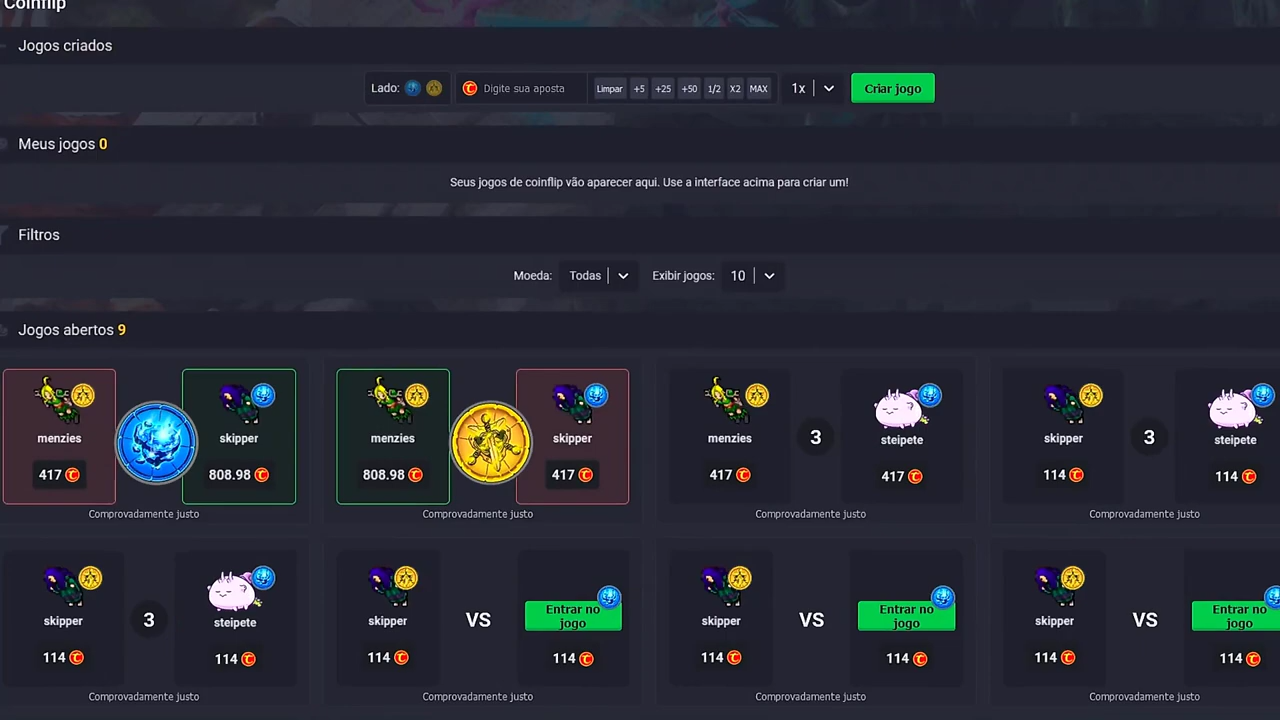 Coinflip
Jogos criados
Lado: Digite sua aposta Limpar +5 +25 +50 1/2 X2 MAX 1x Criar jogo
Meus jogos 0
Seus jogos de coinflip vão aparecer aqui. Use a interface acima para criar um!
Filtros
Moeda: Todas Exibir jogos: 10
Jogos abertos 9
menzies skipper menzies skipper menzies 3 steipete skipper 3 steipete
417 808.98 808.98 417 417 417 114 114
Comprovadamente justo Comprovadamente justo Comprovadamente justo Comprovadamente justo
skipper 3 steipete skipper VS Entrar no jogo skipper VS Entrar no jogo skipper VS Entrar no jogo
114 114 114 114 114 114 114 114
Comprovadamente justo Comprovadamente justo Comprovadamente justo Comprovadamente justo